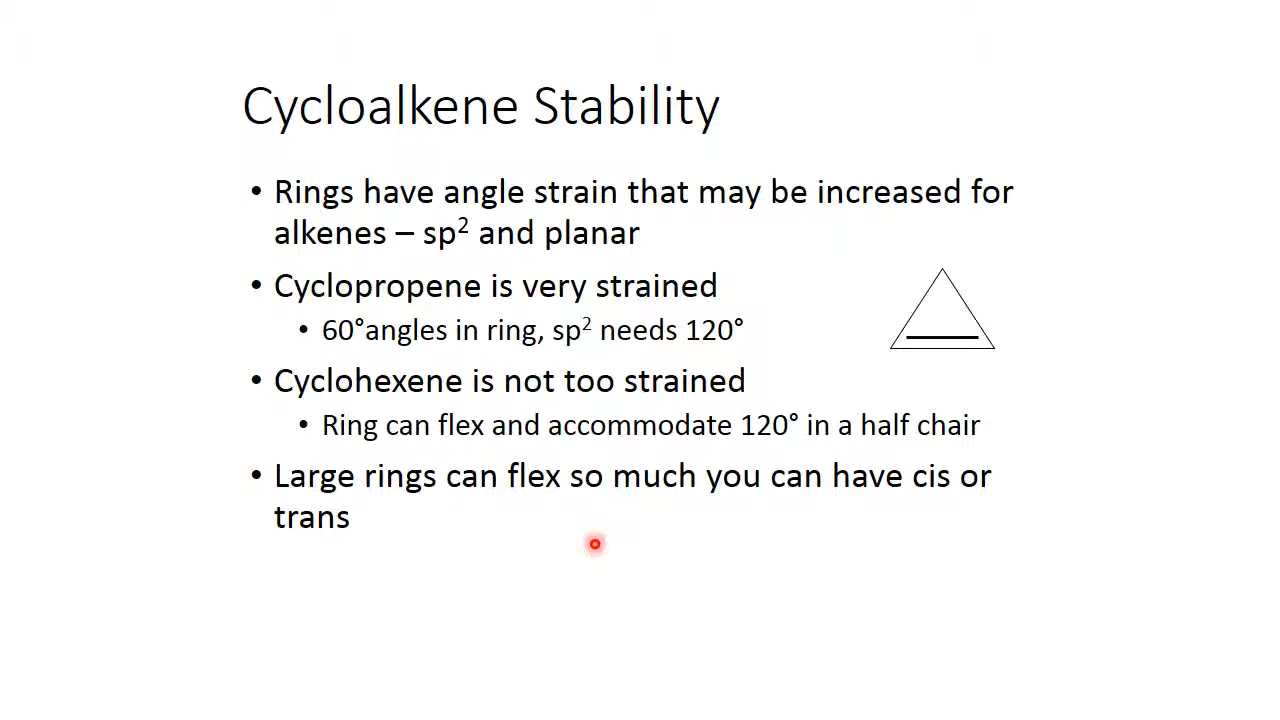 Cycloalkene Stability
• Rings have angle strain that may be increased for
alkenes – sp² and planar
• Cyclopropene is very strained
• 60°angles in ring, sp² needs 120°
• Cyclohexene is not too strained
• Ring can flex and accommodate 120° in a half chair
• Large rings can flex so much you can have cis or
trans